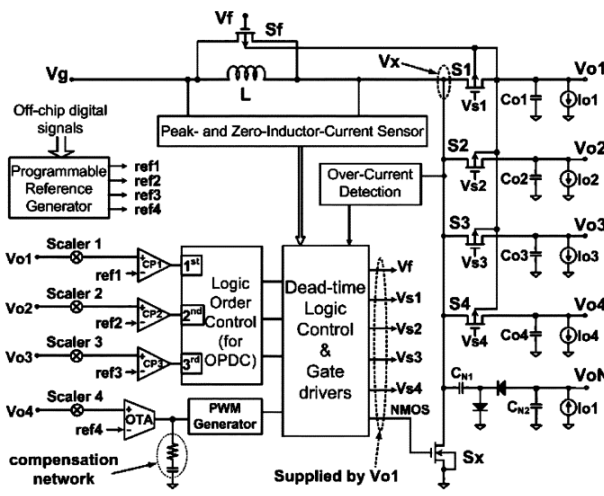 Vf
Sf
Vg
L
Vx
S1
Vo1
Vs1
Co1
Io1
Off-chip digital
signals
Peak- and Zero-Inductor-Current Sensor
Programmable
Reference
Generator
ref1
ref2
ref3
ref4
Over-Current
Detection
S2
Vo2
Vs2
Co2
Io2
S3
Vo3
Vs3
Co3
Io3
Vo1
Scaler 1
+
CP1
-
ref1
1st
Vo2
Scaler 2
+
CP2
-
ref2
2nd
Vo3
Scaler 3
+
CP3
-
ref3
3rd
Logic
Order
Control
(for
OPDC)
Dead-time
Logic
Control
&
Gate
drivers
Vf
Vs1
Vs2
Vs3
Vs4
NMOS
S4
Vo4
Vs4
Co4
Io4
CN1
CN2
VoN
Io1
Vo4
Scaler 4
+
OTA
-
ref4
PWM
Generator
compensation
network
Supplied by Vo1
Sx